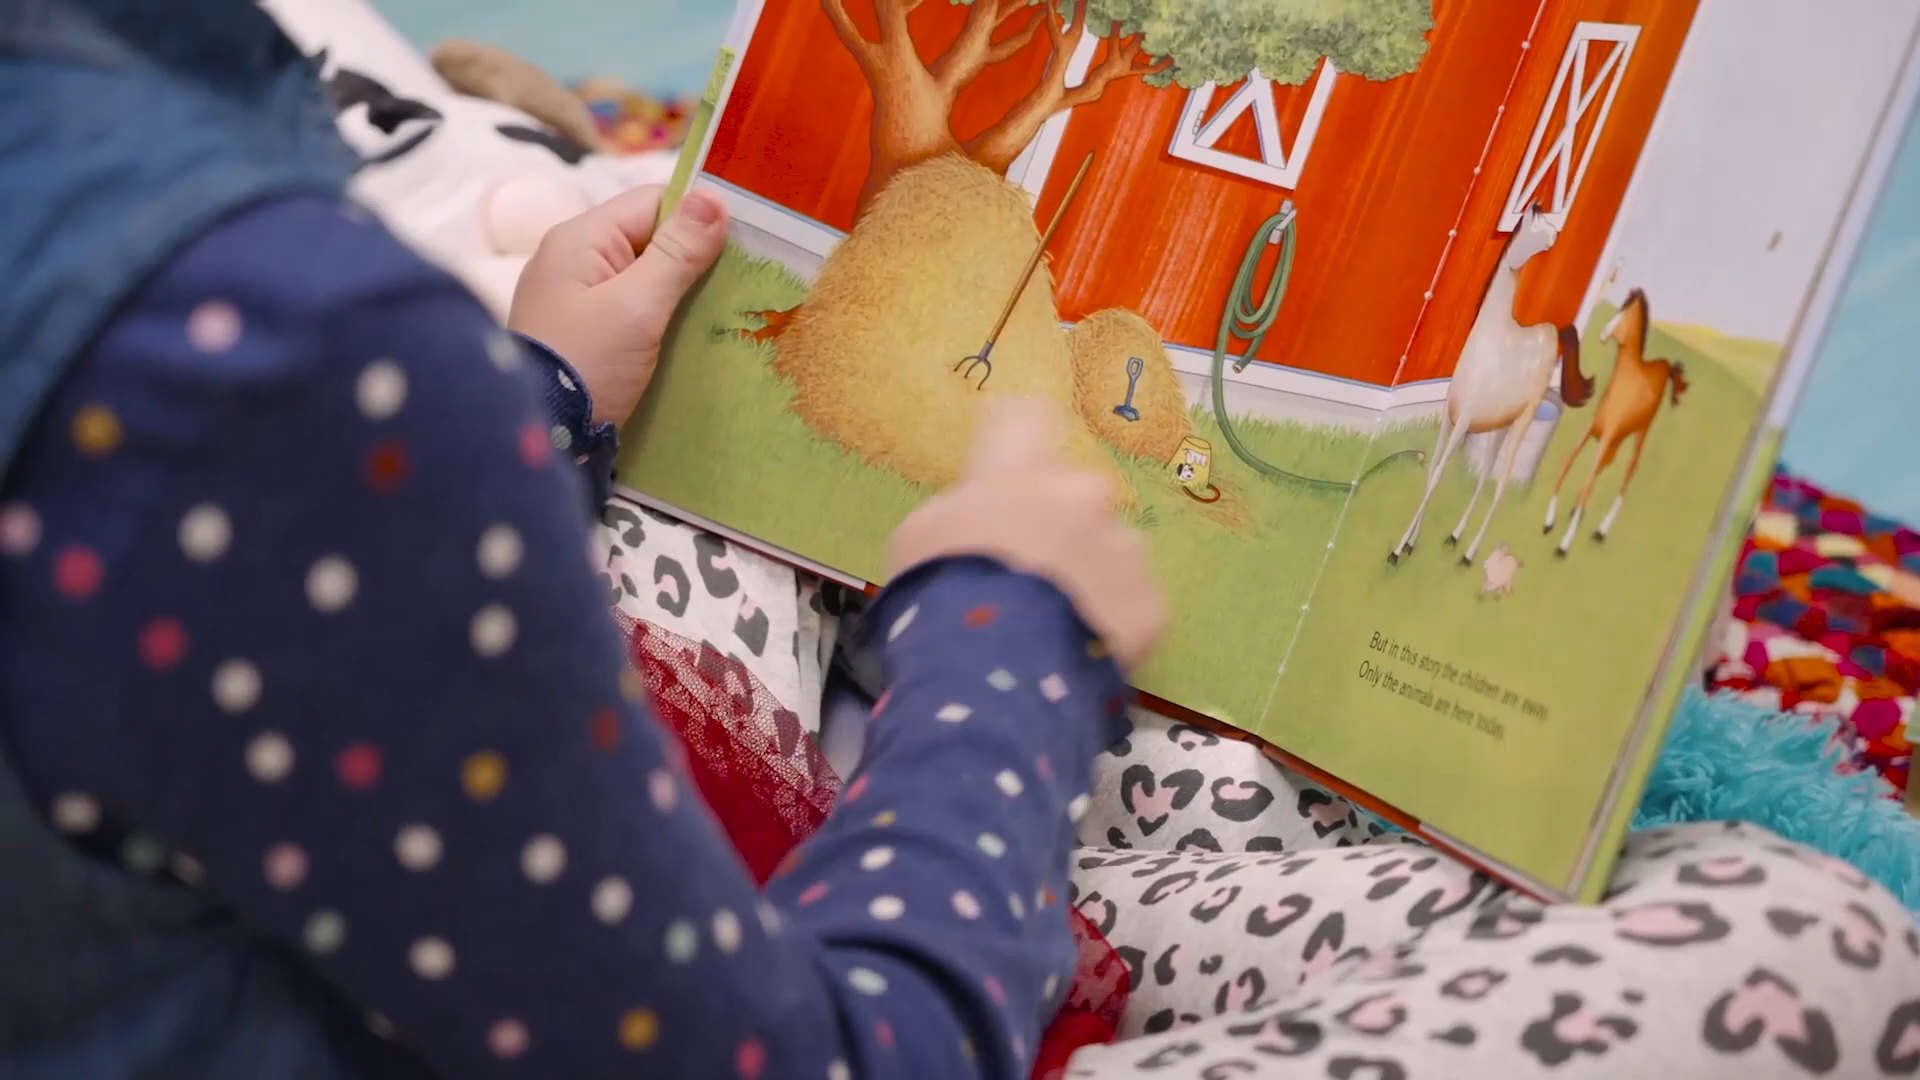 But in this story the children are away.
Only the animals are here today.